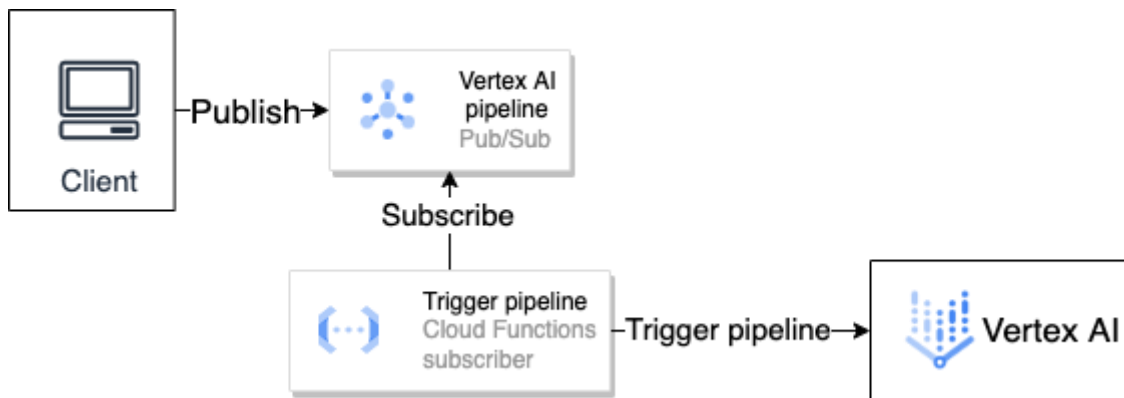 Client
Publish
Vertex AI
pipeline
Pub/Sub
Subscribe
Trigger pipeline
Cloud Functions
subscriber
Trigger pipeline
Vertex AI